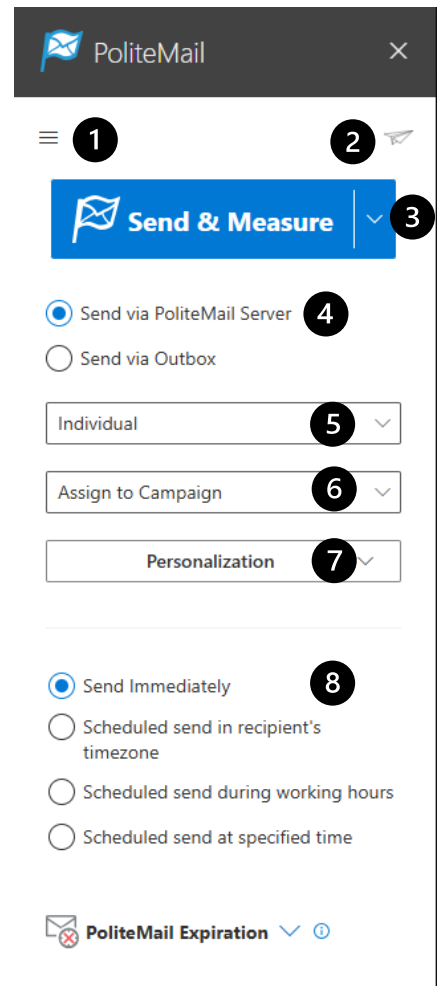 PoliteMail
1
2
Send & Measure
3
Send via PoliteMail Server
4
Send via Outbox
Individual
5
Assign to Campaign
6
Personalization
7
Send Immediately
8
Scheduled send in recipient's
timezone
Scheduled send during working hours
Scheduled send at specified time
PoliteMail Expiration